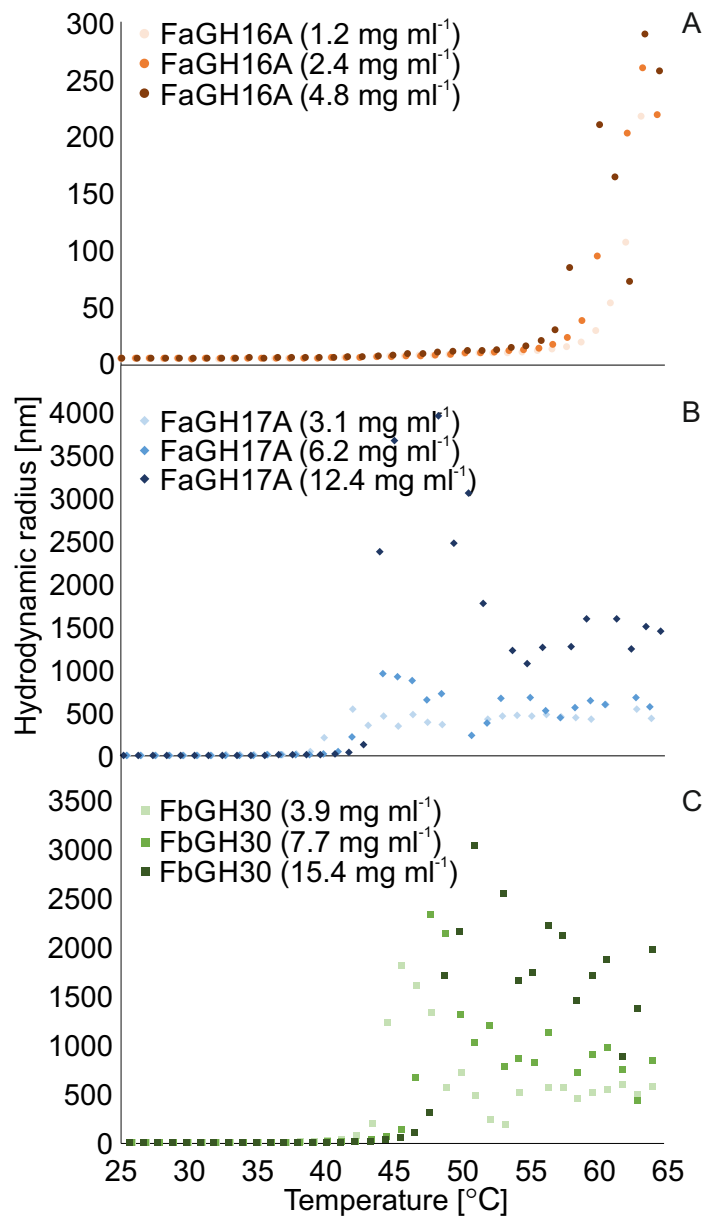 Hydrodynamic radius [nm]
A
300
250
200
150
100
50
0
FaGH16A (1.2 mg ml⁻¹)
FaGH16A (2.4 mg ml⁻¹)
FaGH16A (4.8 mg ml⁻¹)
B
4000
3500
3000
2500
2000
1500
1000
500
0
FaGH17A (3.1 mg ml⁻¹)
FaGH17A (6.2 mg ml⁻¹)
FaGH17A (12.4 mg ml⁻¹)
C
3500
3000
2500
2000
1500
1000
500
0
FbGH30 (3.9 mg ml⁻¹)
FbGH30 (7.7 mg ml⁻¹)
FbGH30 (15.4 mg ml⁻¹)
25 30 35 40 45 50 55 60 65
Temperature [°C]